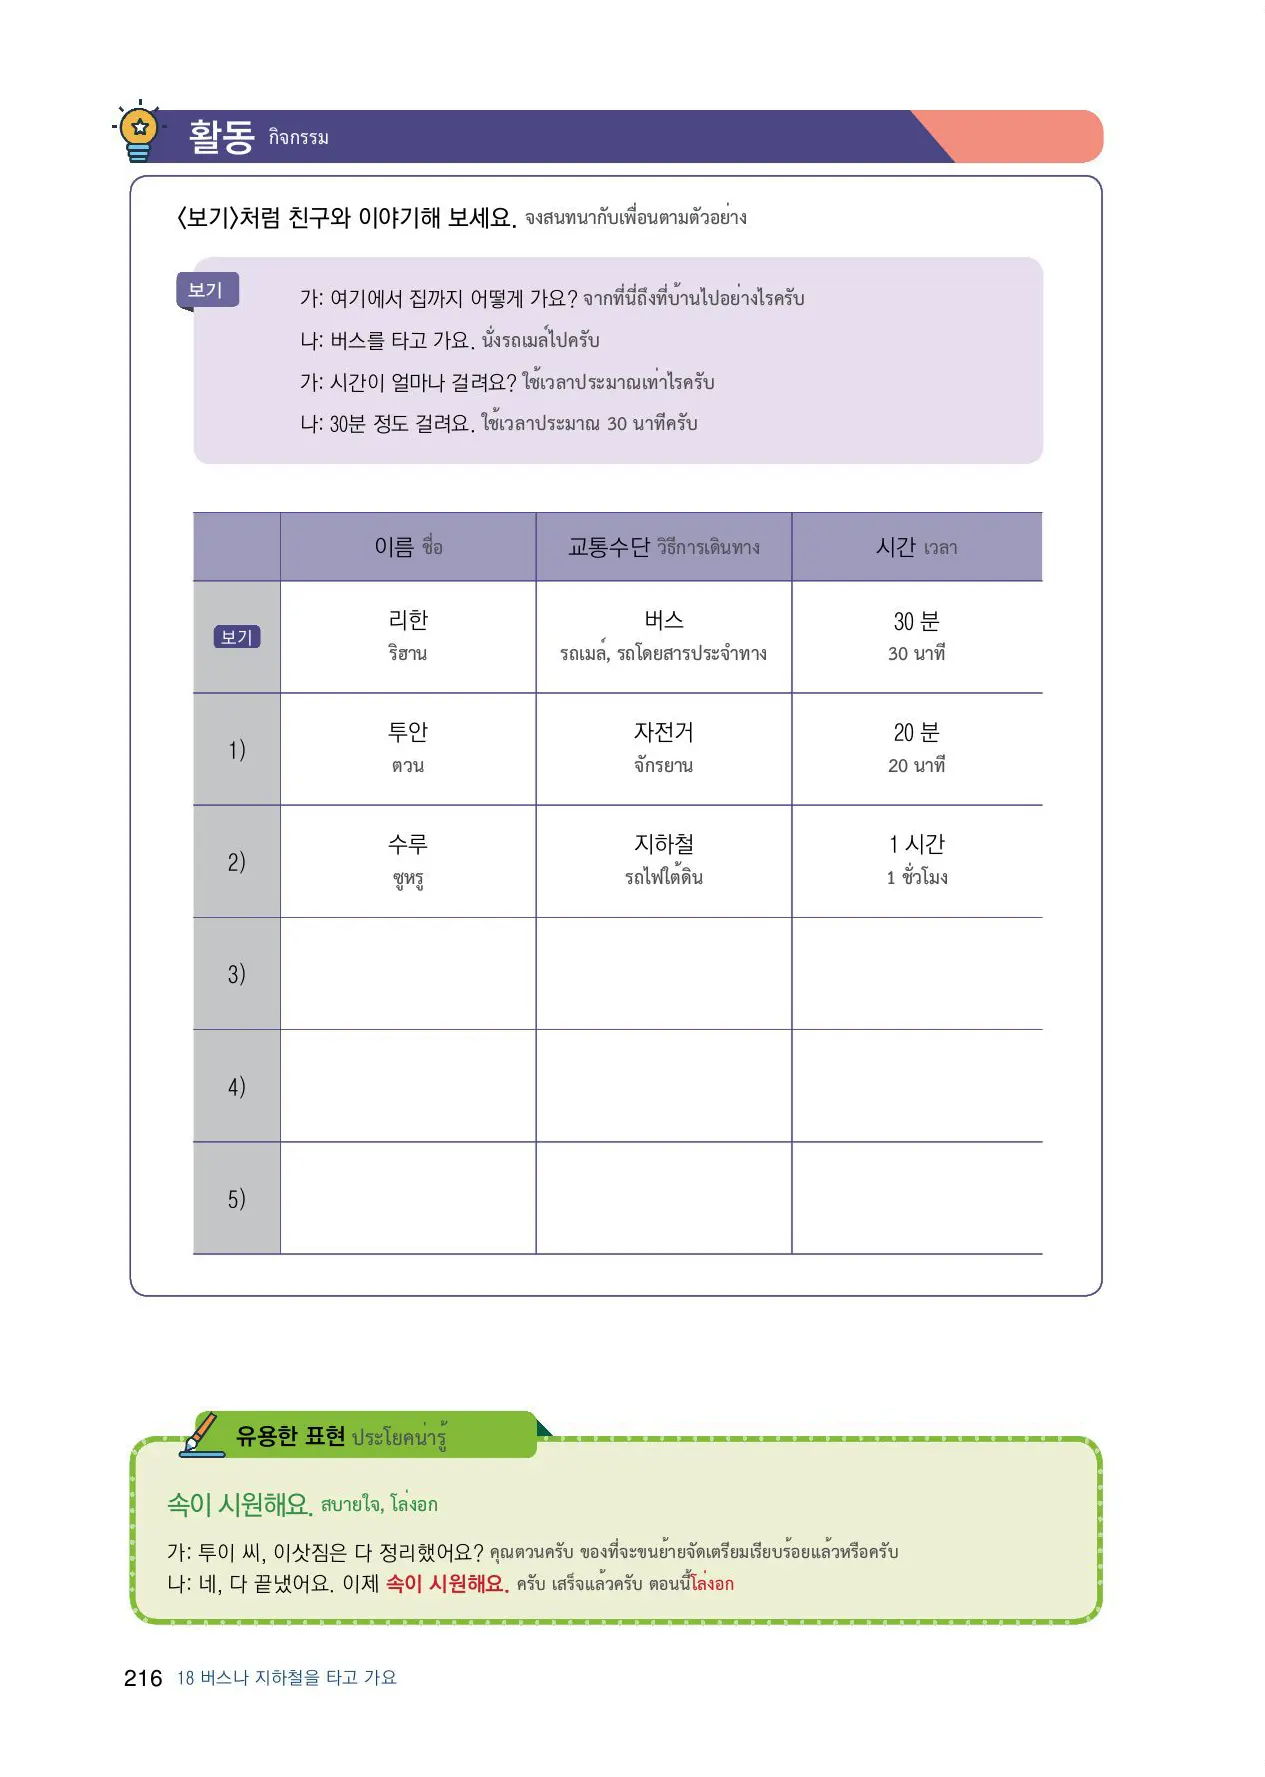 활동 กิจกรรม
<보기>처럼 친구와 이야기해 보세요. จงสนทนากับเพื่อนตามตัวอย่าง
보기
가: 여기에서 집까지 어떻게 가요? จากที่นี่ถึงที่บ้านไปอย่างไรครับ
나: 버스를 타고 가요. นั่งรถเมล์ไปครับ
가: 시간이 얼마나 걸려요? ใช้เวลาประมาณเท่าไรครับ
나: 30분 정도 걸려요. ใช้เวลาประมาณ 30 นาทีครับ
이름 ชื่อ 교통수단 วิธีการเดินทาง 시간 เวลา
보기 리한 버스 30 분
ริฮาน รถเมล์, รถโดยสารประจำทาง 30 นาที
1) 투안 자전거 20 분
ตวน จักรยาน 20 นาที
2) 수루 지하철 1 시간
ซูหรู รถไฟใต้ดิน 1 ชั่วโมง
3)
4)
5)
유용한 표현 ประโยคน่ารู้
속이 시원해요. สบายใจ, โล่งอก
가: 투이 씨, 이삿짐은 다 정리했어요? คุณตวนครับ ของที่จะขนย้ายจัดเตรียมเรียบร้อยแล้วหรือครับ
나: 네, 다 끝냈어요. 이제 속이 시원해요. ครับ เสร็จแล้วครับ ตอนนี้โล่งอก
216 18 버스나 지하철을 타고 가요